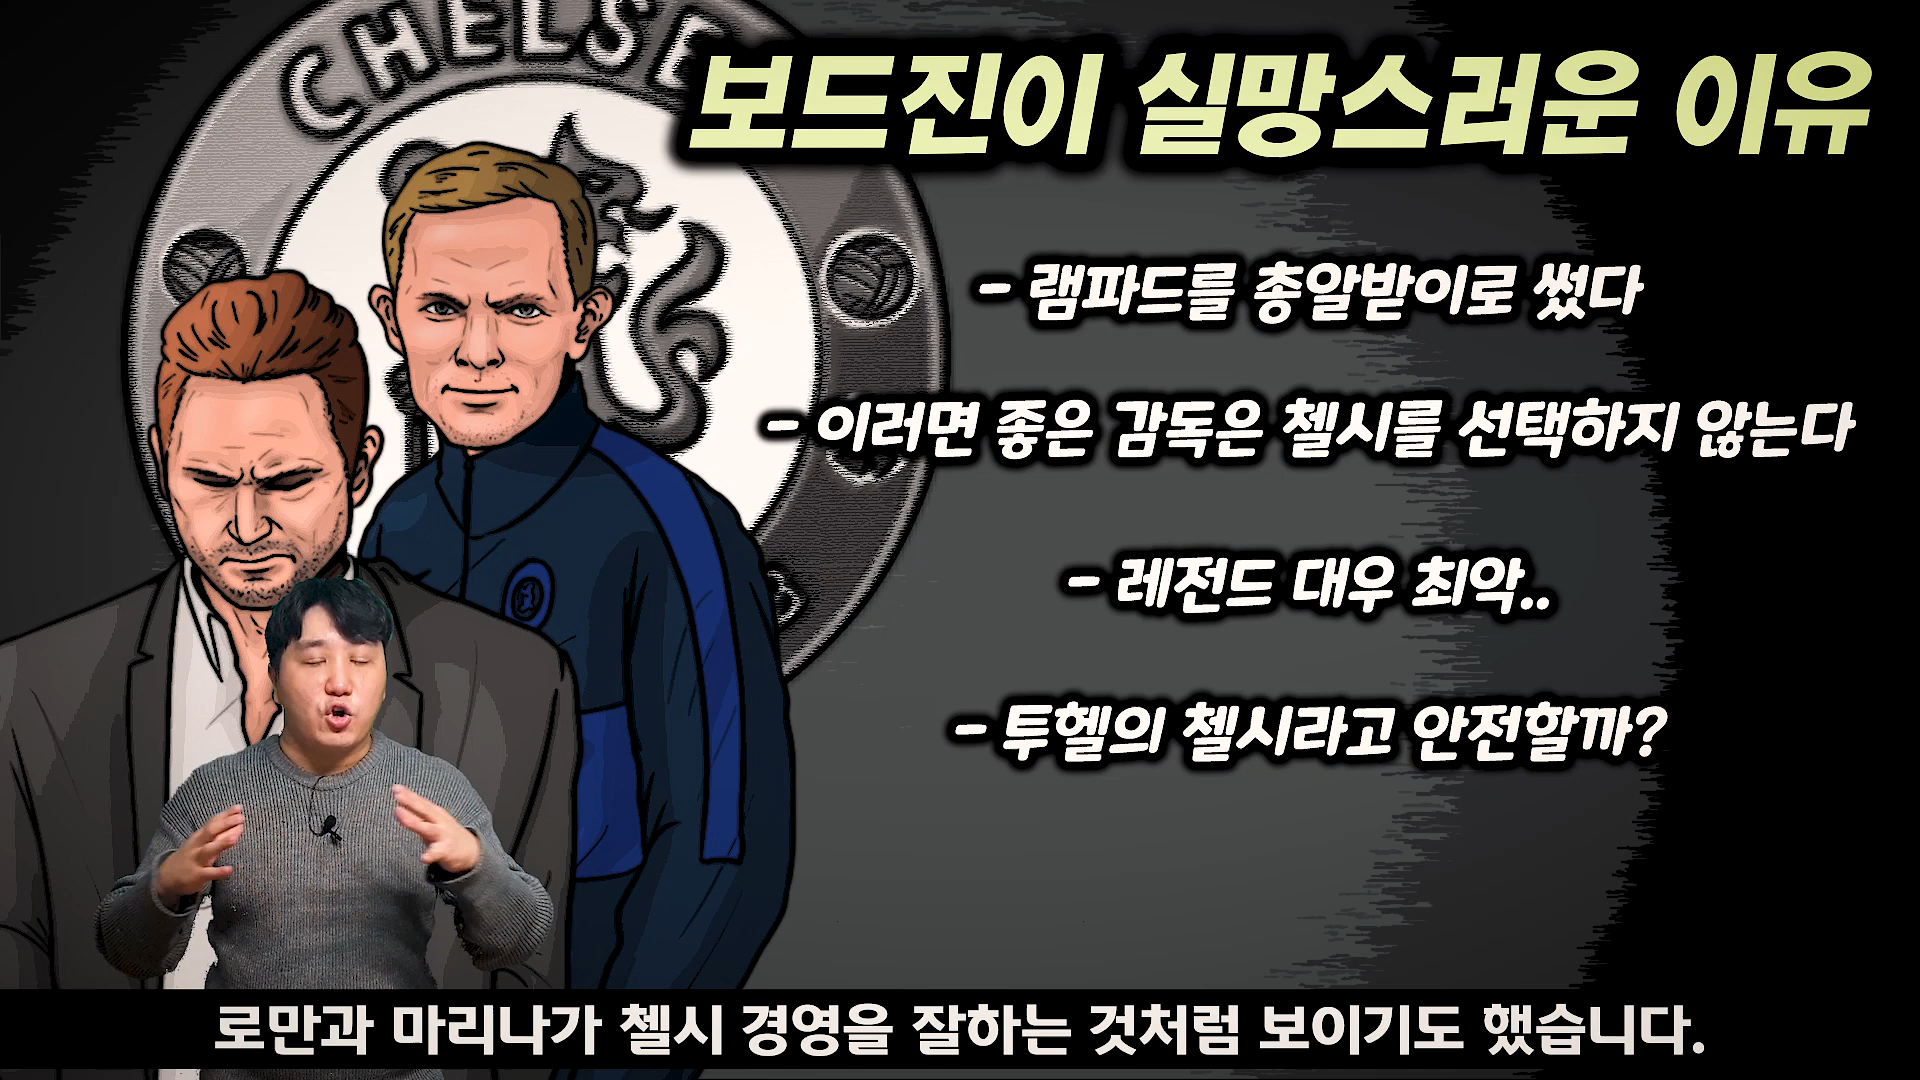 CHELSE
보드진이 실망스러운 이유
- 램파드를 총알받이로 썼다
- 이러면 좋은 감독은 첼시를 선택하지 않는다
- 레전드 대우 최악..
- 투헬의 첼시라고 안전할까?
로만과 마리나가 첼시 경영을 잘하는 것처럼 보이기도 했습니다.